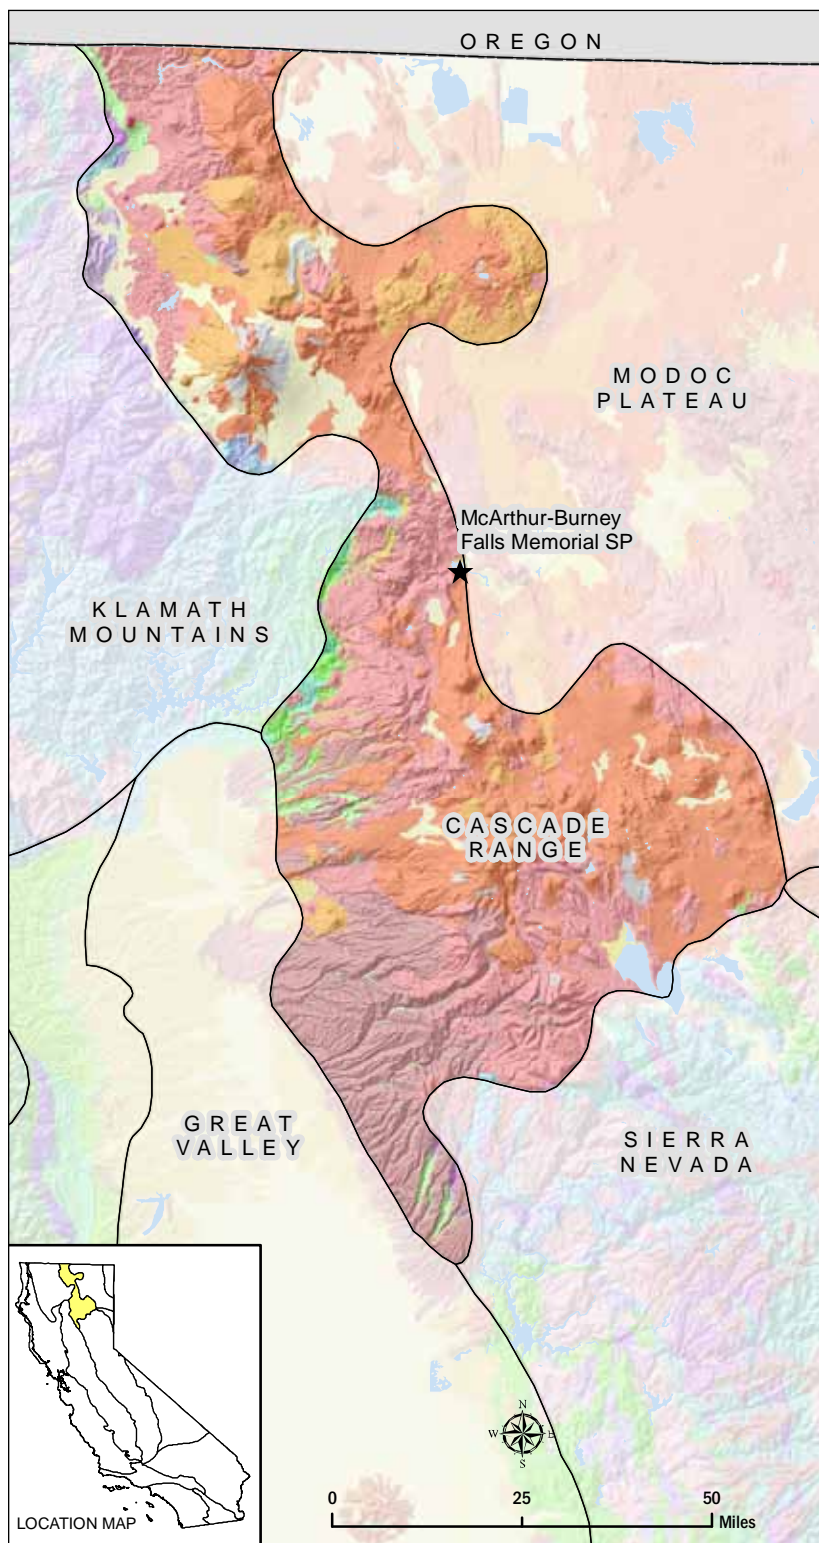 OREGON
MODOC
PLATEAU
McArthur-Burney
Falls Memorial SP
KLAMATH
MOUNTAINS
CASCADE
RANGE
GREAT
VALLEY
SIERRA
NEVADA
N
W E
S
0 25 50
Miles
LOCATION MAP